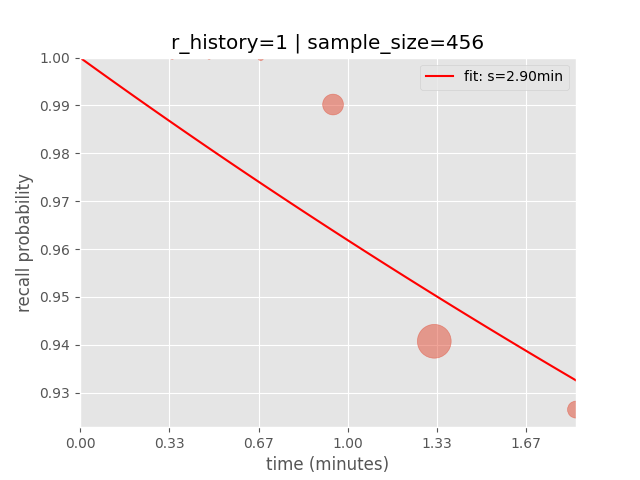 r_history=1 | sample_size=456
fit: s=2.90min
recall probability
1.00
0.99
0.98
0.97
0.96
0.95
0.94
0.93
0.00 0.33 0.67 1.00 1.33 1.67
time (minutes)